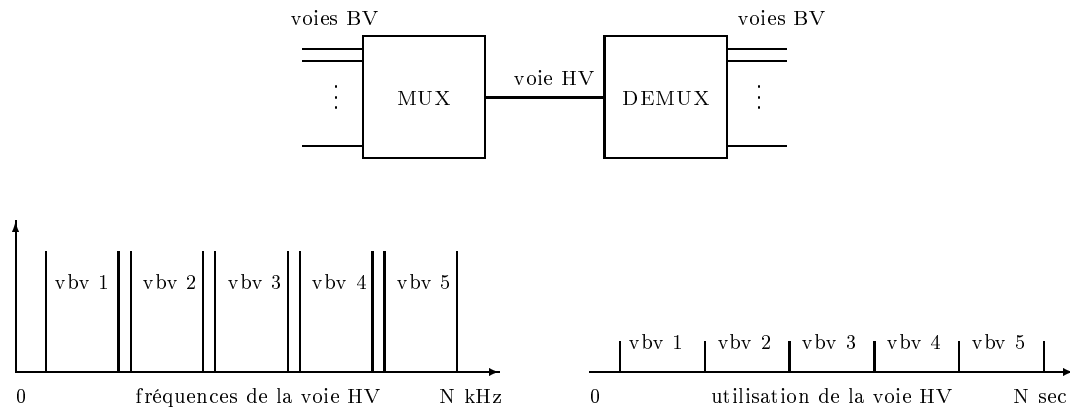 voies BV
voies BV
voie HV
MUX
DEMUX
vbv 1
vbv 2
vbv 3
vbv 4
vbv 5
0
fréquences de la voie HV
N kHz
vbv 1
vbv 2
vbv 3
vbv 4
vbv 5
0
utilisation de la voie HV
N sec